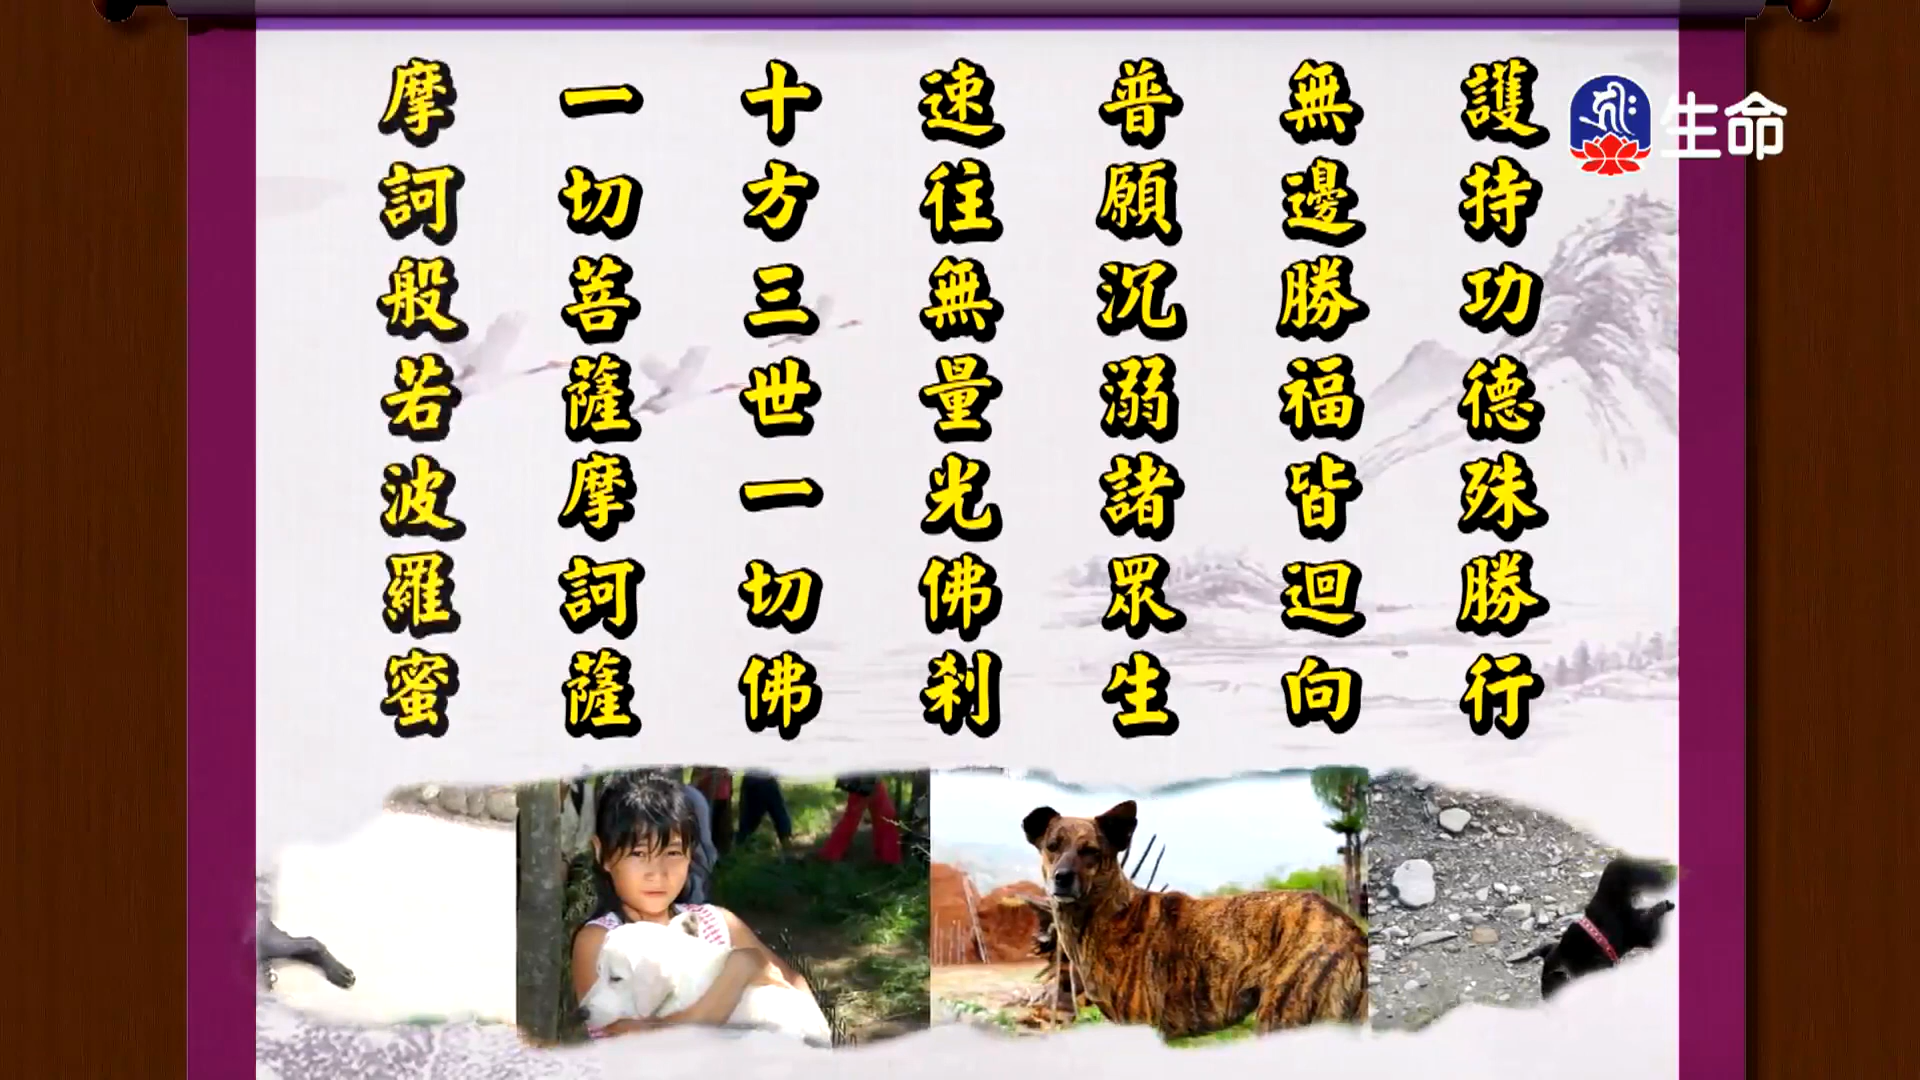 護持功德殊勝行
無邊勝福皆迴向
普願沉溺諸眾生
速往無量光佛剎
十方三世一切佛
一切菩薩摩訶薩
摩訶般若波羅蜜
生命